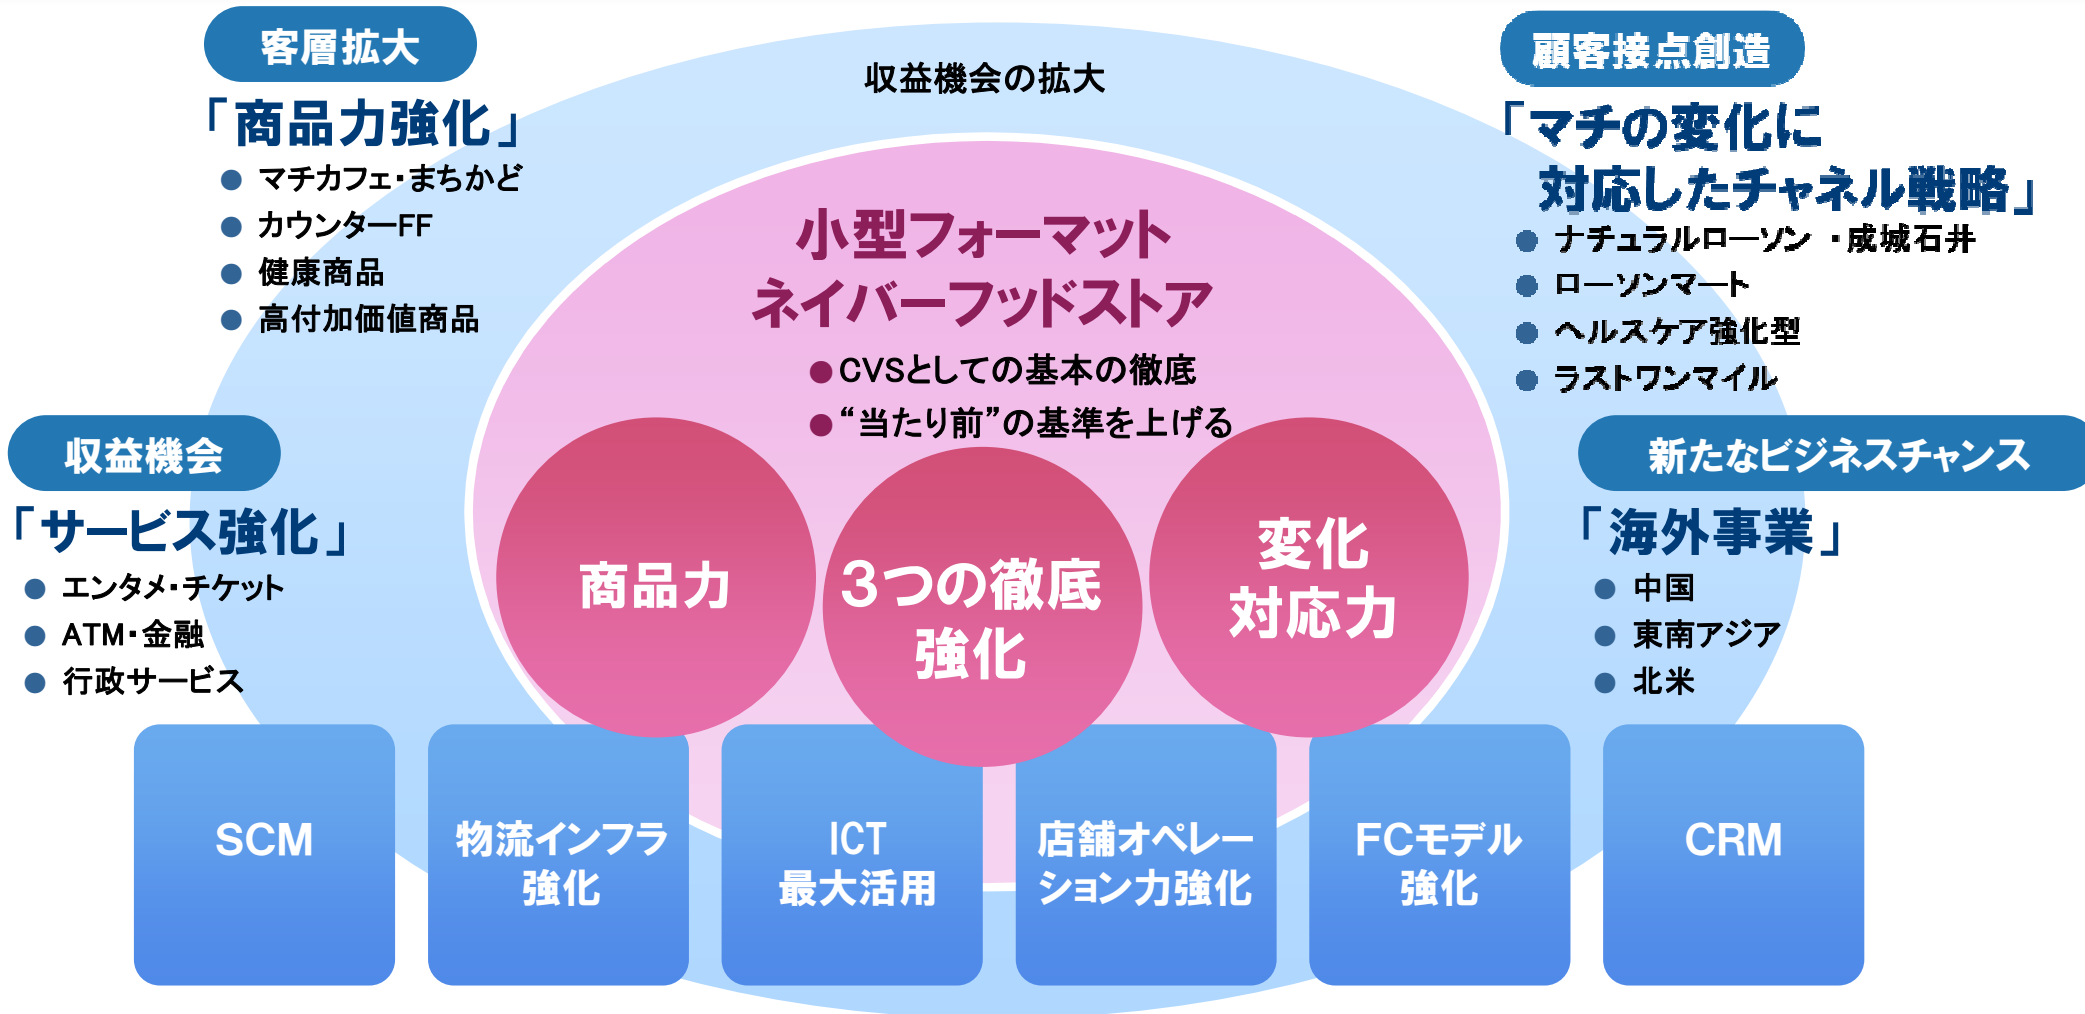 客層拡大
「商品力強化」
● マチカフェ・まちかど
● カウンターFF
● 健康商品
● 高付加価値商品
収益機会の拡大
顧客接点創造
「マチの変化に
対応したチャネル戦略」
● ナチュラルローソン ・成城石井
● ローソンマート
● ヘルスケア強化型
● ラストワンマイル
小型フォーマット
ネイバーフッドストア
●CVSとしての基本の徹底
●“当たり前”の基準を上げる
収益機会
「サービス強化」
● エンタメ・チケット
● ATM・金融
● 行政サービス
新たなビジネスチャンス
「海外事業」
● 中国
● 東南アジア
● 北米
商品力
3つの徹底
強化
変化
対応力
SCM
物流インフラ
強化
ICT
最大活用
店舗オペレー
ション力強化
FCモデル
強化
CRM